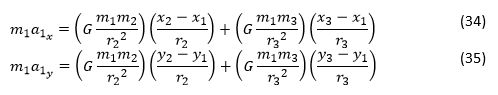 m₁a₁ₓ = (G m₁m₂/r₂²)((x₂ − x₁)/r₂) + (G m₁m₃/r₃²)((x₃ − x₁)/r₃) (34)
m₁a₁ᵧ = (G m₁m₂/r₂²)((y₂ − y₁)/r₂) + (G m₁m₃/r₃²)((y₃ − y₁)/r₃) (35)